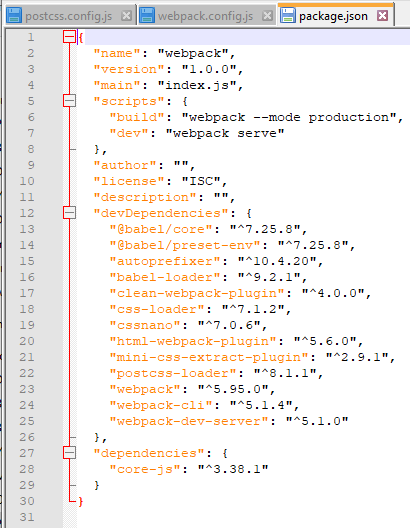 postcss.config.js webpack.config.js package.json
1 {
2 "name": "webpack",
3 "version": "1.0.0",
4 "main": "index.js",
5 "scripts": {
6 "build": "webpack --mode production",
7 "dev": "webpack serve"
8 },
9 "author": "",
10 "license": "ISC",
11 "description": "",
12 "devDependencies": {
13 "@babel/core": "^7.25.8",
14 "@babel/preset-env": "^7.25.8",
15 "autoprefixer": "^10.4.20",
16 "babel-loader": "^9.2.1",
17 "clean-webpack-plugin": "^4.0.0",
18 "css-loader": "^7.1.2",
19 "cssnano": "^7.0.6",
20 "html-webpack-plugin": "^5.6.0",
21 "mini-css-extract-plugin": "^2.9.1",
22 "postcss-loader": "^8.1.1",
23 "webpack": "^5.95.0",
24 "webpack-cli": "^5.1.4",
25 "webpack-dev-server": "^5.1.0"
26 },
27 "dependencies": {
28 "core-js": "^3.38.1"
29 }
30 }
31